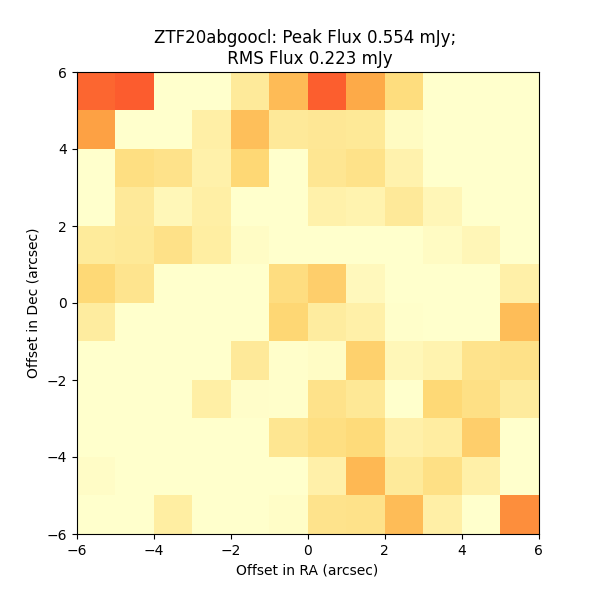 ZTF20abgoocl: Peak Flux 0.554 mJy;
RMS Flux 0.223 mJy
6
4
2
0
−2
−4
−6
Offset in Dec (arcsec)
−6 −4 −2 0 2 4 6
Offset in RA (arcsec)